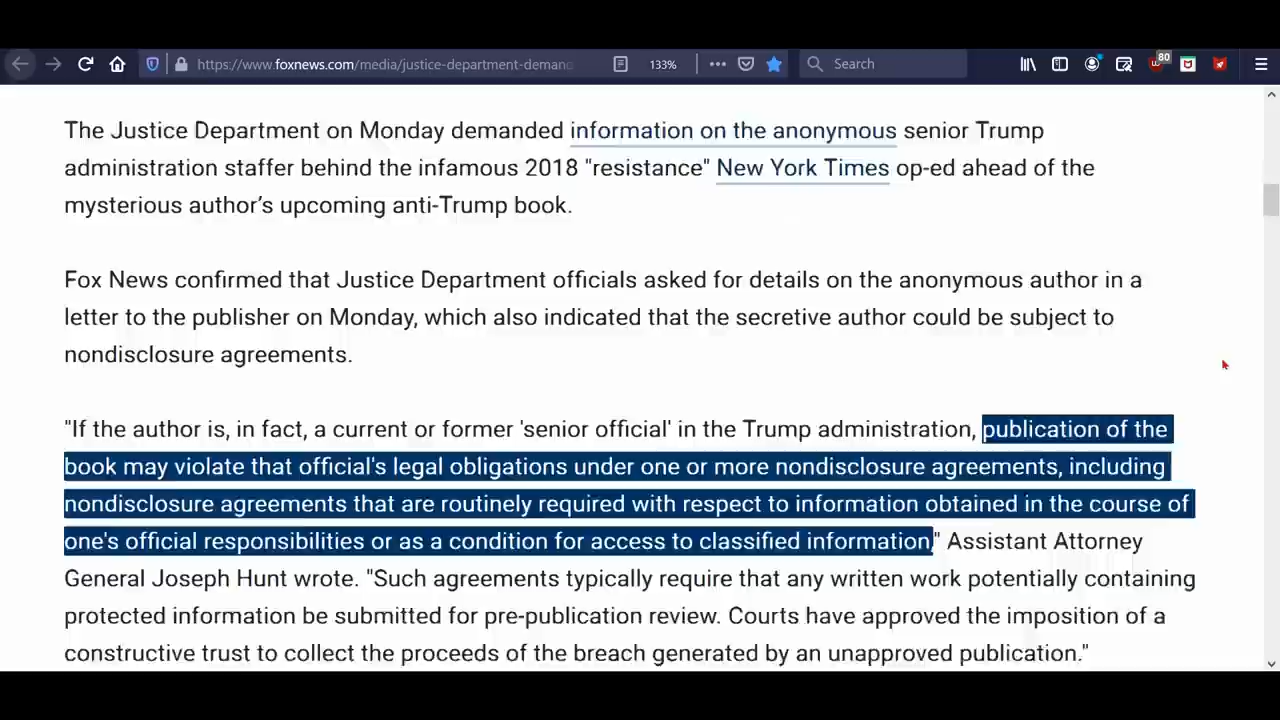 https://www.foxnews.com/media/justice-department-demand 133% Search 80
The Justice Department on Monday demanded information on the anonymous senior Trump
administration staffer behind the infamous 2018 "resistance" New York Times op-ed ahead of the
mysterious author’s upcoming anti-Trump book.
Fox News confirmed that Justice Department officials asked for details on the anonymous author in a
letter to the publisher on Monday, which also indicated that the secretive author could be subject to
nondisclosure agreements.
"If the author is, in fact, a current or former 'senior official' in the Trump administration, publication of the
book may violate that official's legal obligations under one or more nondisclosure agreements, including
nondisclosure agreements that are routinely required with respect to information obtained in the course of
one's official responsibilities or as a condition for access to classified information," Assistant Attorney
General Joseph Hunt wrote. "Such agreements typically require that any written work potentially containing
protected information be submitted for pre-publication review. Courts have approved the imposition of a
constructive trust to collect the proceeds of the breach generated by an unapproved publication."